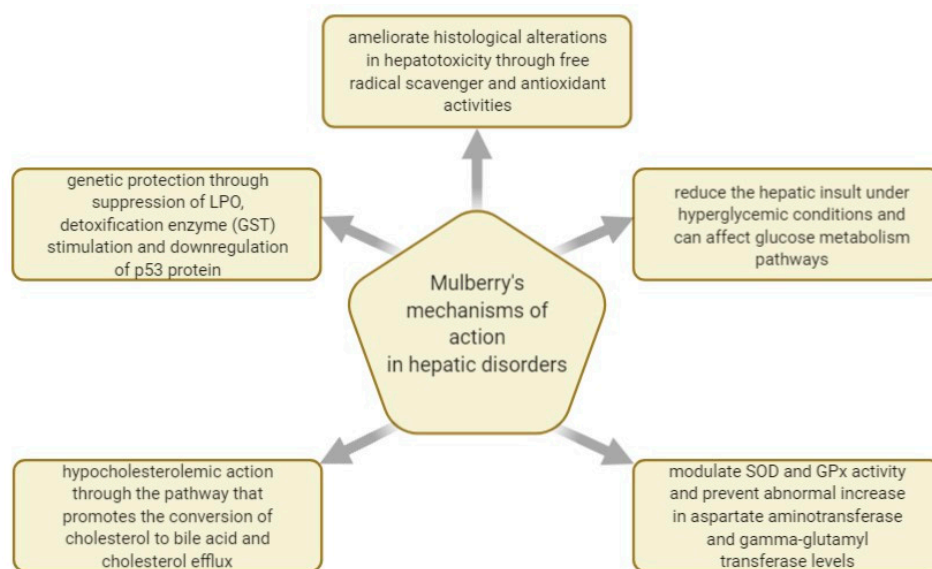 ameliorate histological alterations
in hepatotoxicity through free
radical scavenger and antioxidant
activities
genetic protection through
suppression of LPO,
detoxification enzyme (GST)
stimulation and downregulation
of p53 protein
reduce the hepatic insult under
hyperglycemic conditions and
can affect glucose metabolism
pathways
Mulberry's
mechanisms of
action
in hepatic disorders
hypocholesterolemic action
through the pathway that
promotes the conversion of
cholesterol to bile acid and
cholesterol efflux
modulate SOD and GPx activity
and prevent abnormal increase
in aspartate aminotransferase
and gamma-glutamyl
transferase levels